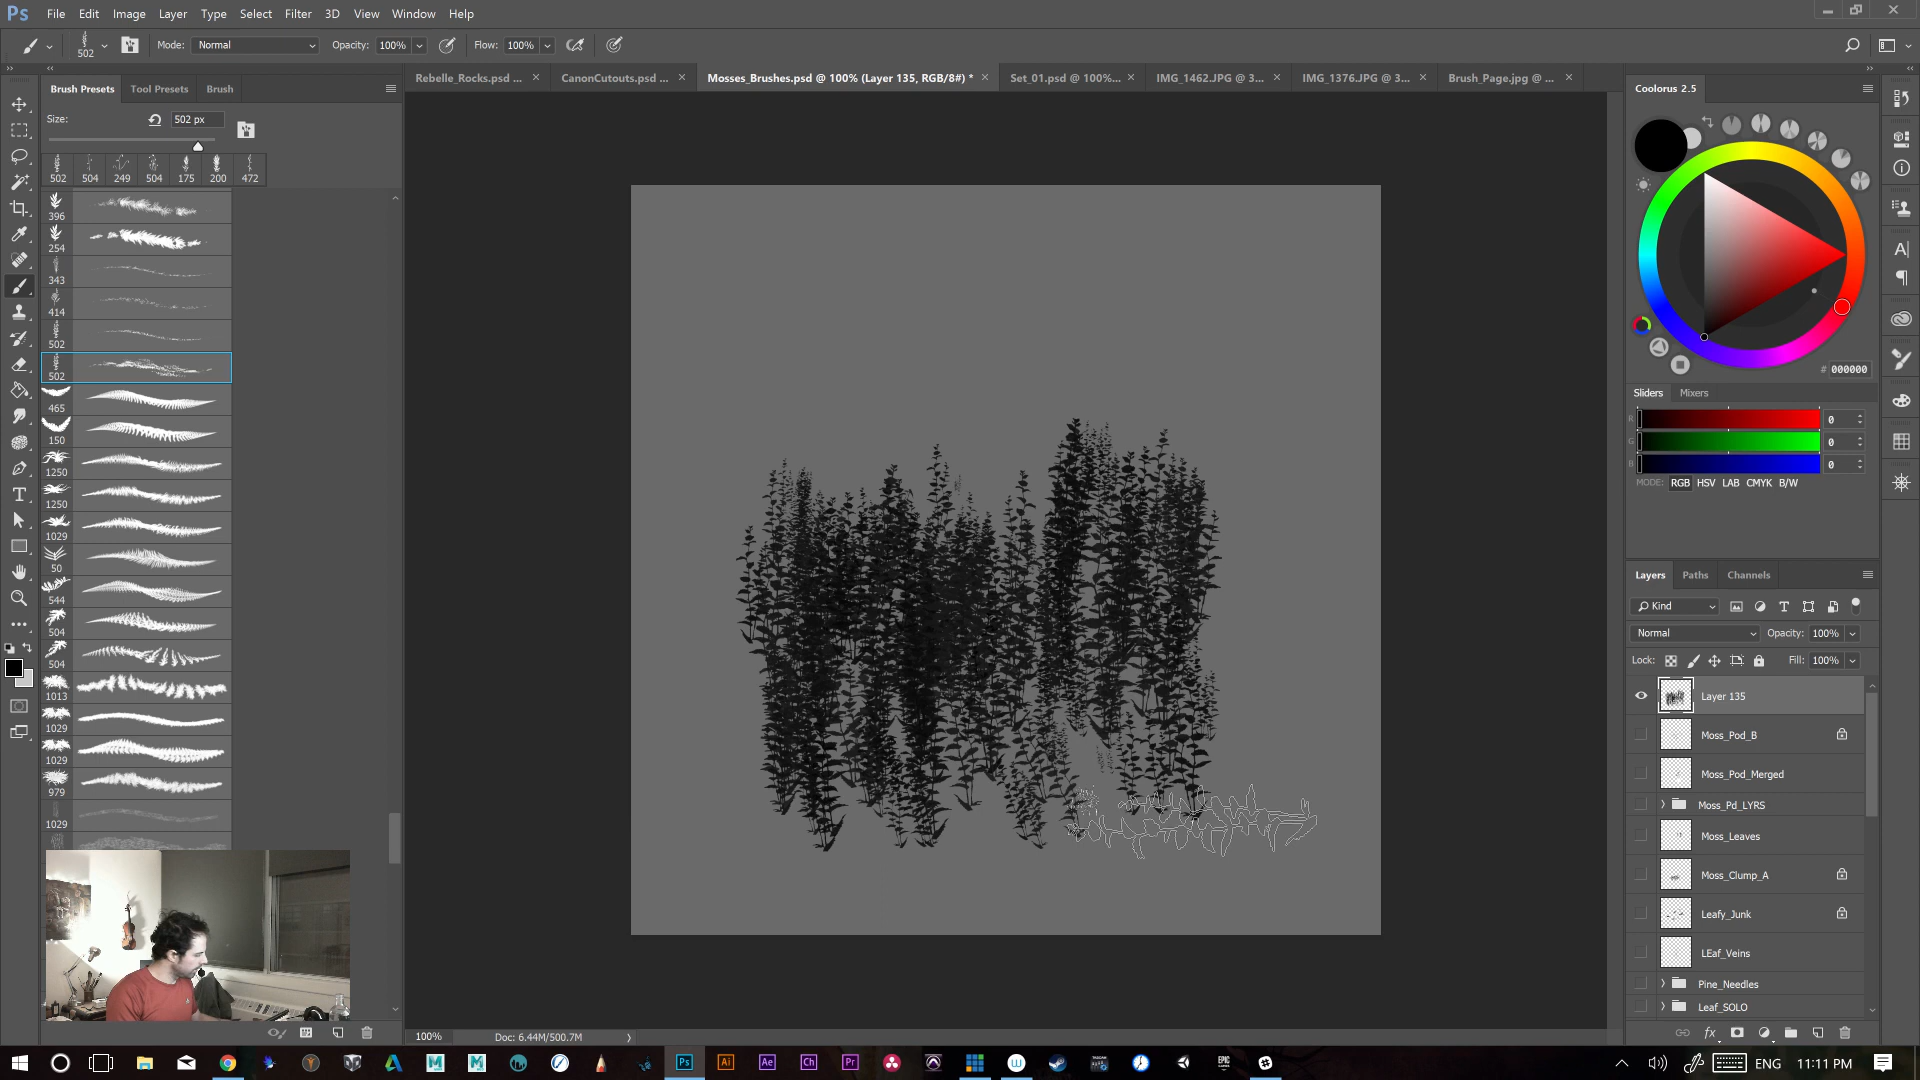 Ps File Edit Image Layer Type Select Filter 3D View Window Help
502 Mode: Normal Opacity: 100% Flow: 100%
Rebelle_Rocks.psd ... CanonCutouts.psd ... Mosses_Brushes.psd @ 100% (Layer 135, RGB/8#) * Set_01.psd @ 100%... IMG_1462.JPG @ 3... IMG_1376.JPG @ 3... Brush_Page.jpg @ ...
Brush Presets Tool Presets Brush
Size: 502 px
502 504 249 504 175 200 472
396
254
343
414
502
502
465
150
1250
1250
1029
50
544
504
504
1013
1029
1029
979
1029
100% Doc: 6.44M/500.7M
Coolorus 2.5
# 000000
Sliders Mixers
R 0
G 0
B 0
MODE: RGB HSV LAB CMYK B/W
Layers Paths Channels
Kind
Normal Opacity: 100%
Lock: Fill: 100%
Layer 135
Moss_Pod_B
Moss_Pod_Merged
Moss_Pd_LYRS
Moss_Leaves
Moss_Clump_A
Leafy_Junk
LEaf_Veins
Pine_Needles
Leaf_SOLO
fx
Ps Ai Ae Ch Pr ENG 11:11 PM